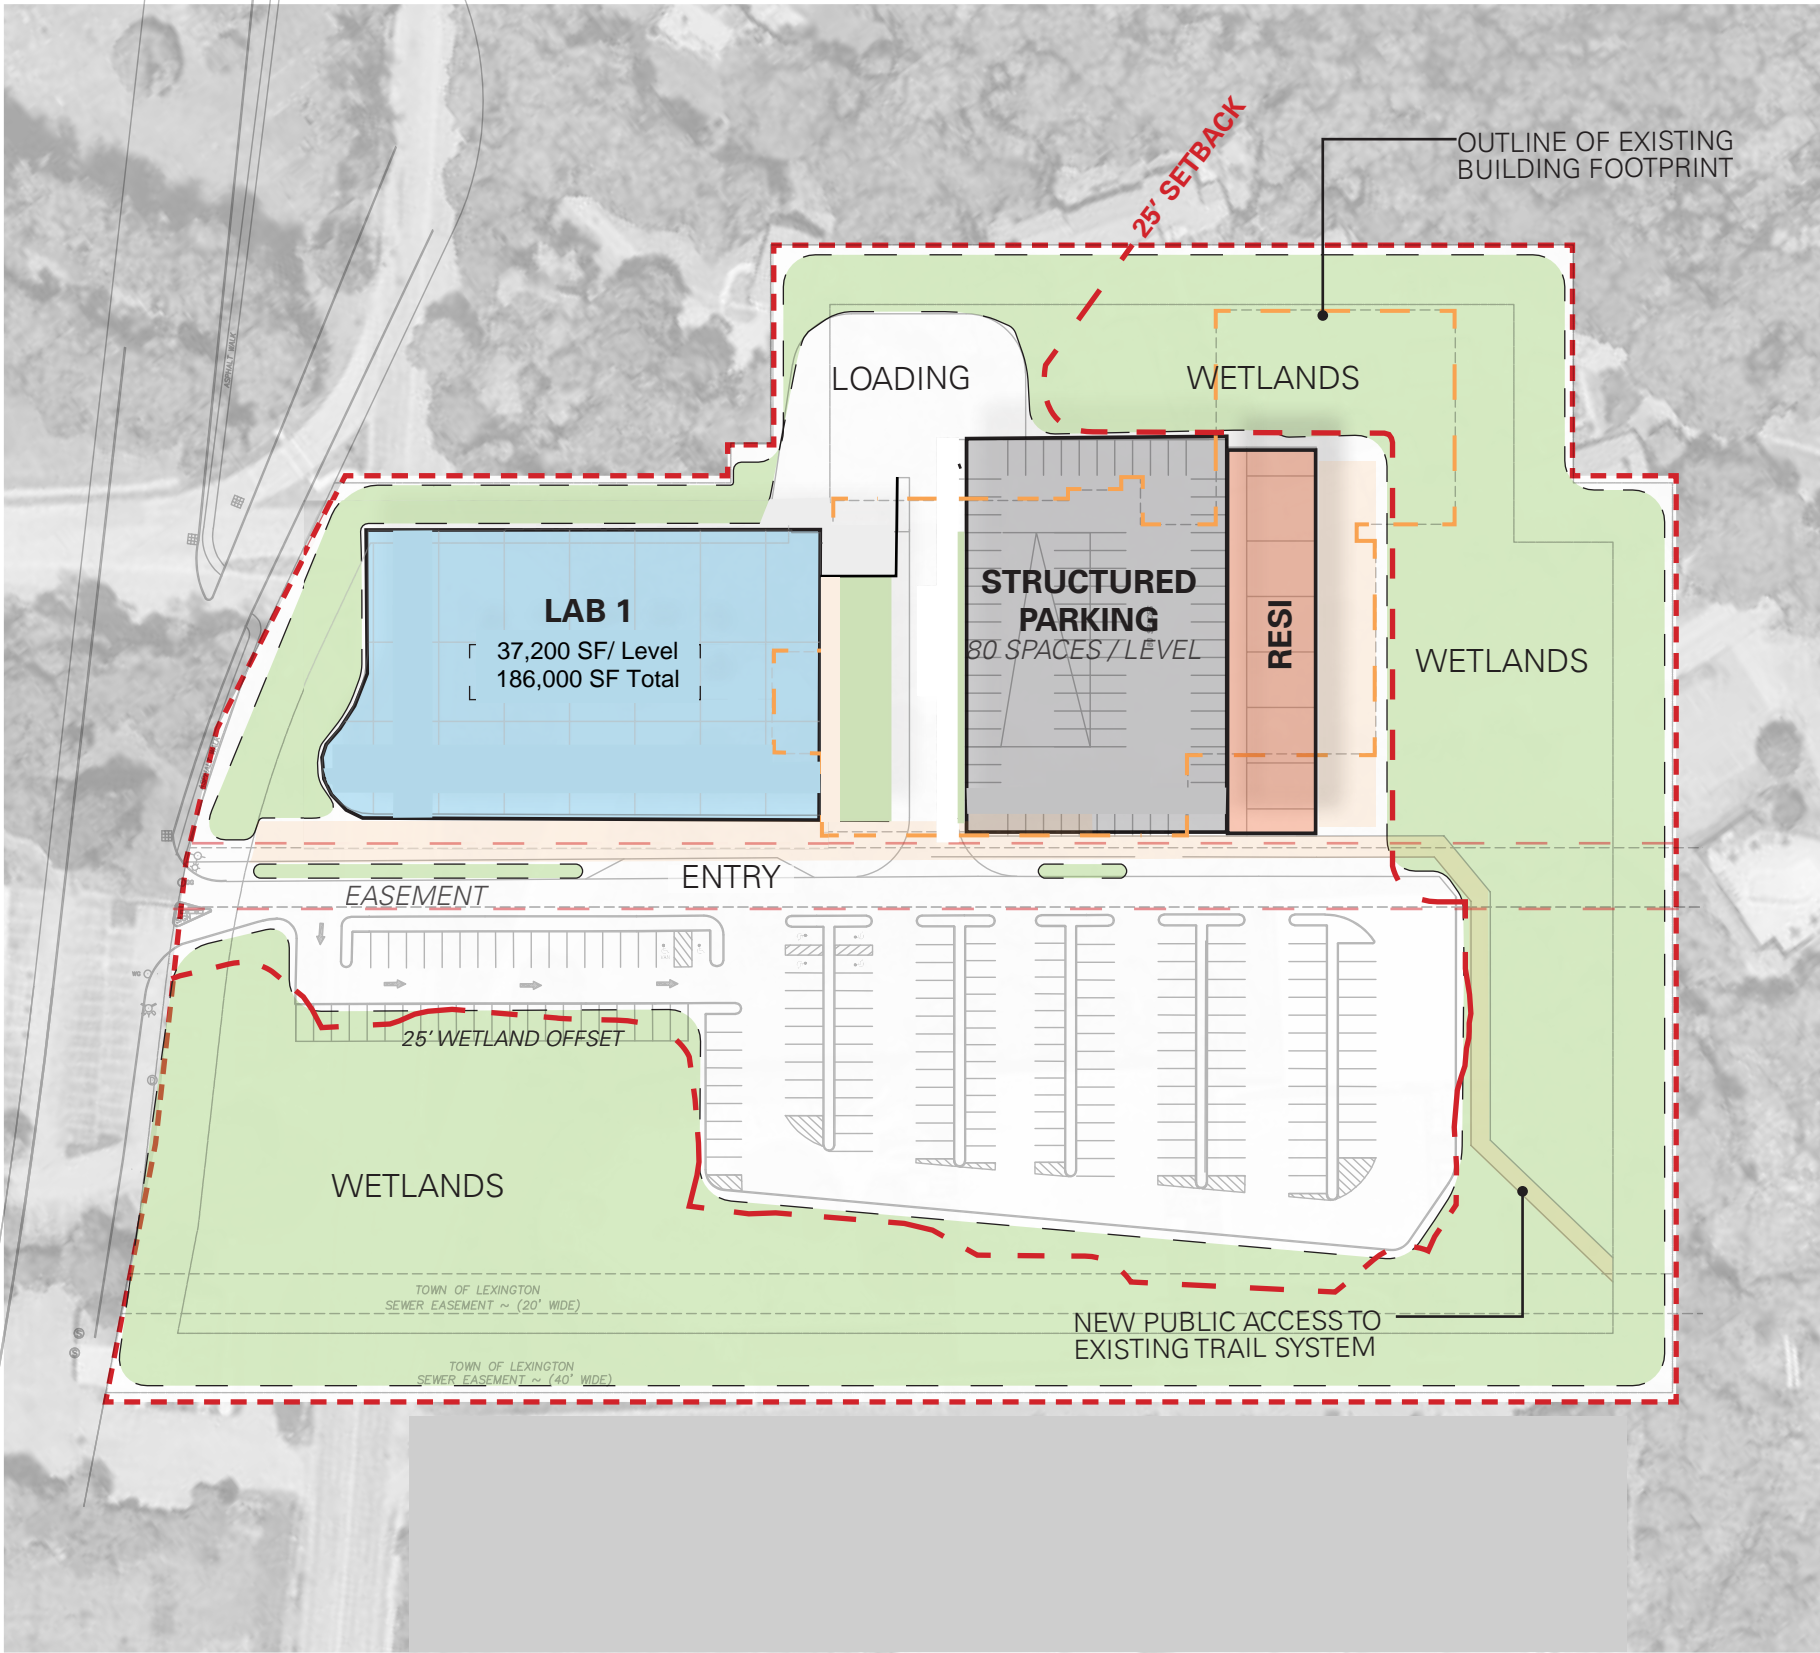 25' SETBACK
OUTLINE OF EXISTING
BUILDING FOOTPRINT
ASPHALT WALK
LOADING
WETLANDS
LAB 1
37,200 SF/ Level
186,000 SF Total
STRUCTURED
PARKING
80 SPACES / LEVEL
RESI
WETLANDS
ENTRY
EASEMENT
25' WETLAND OFFSET
WETLANDS
TOWN OF LEXINGTON
SEWER EASEMENT ~ (20' WIDE)
NEW PUBLIC ACCESS TO
EXISTING TRAIL SYSTEM
TOWN OF LEXINGTON
SEWER EASEMENT ~ (40' WIDE)